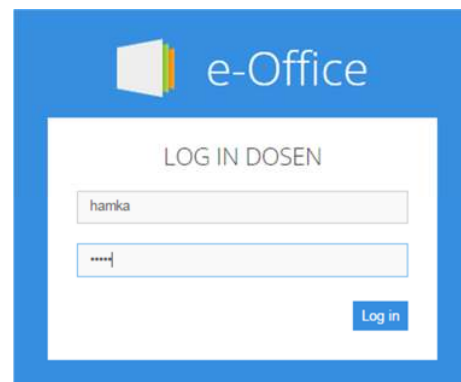 e-Office
LOG IN DOSEN
hamka
•••••
Log in